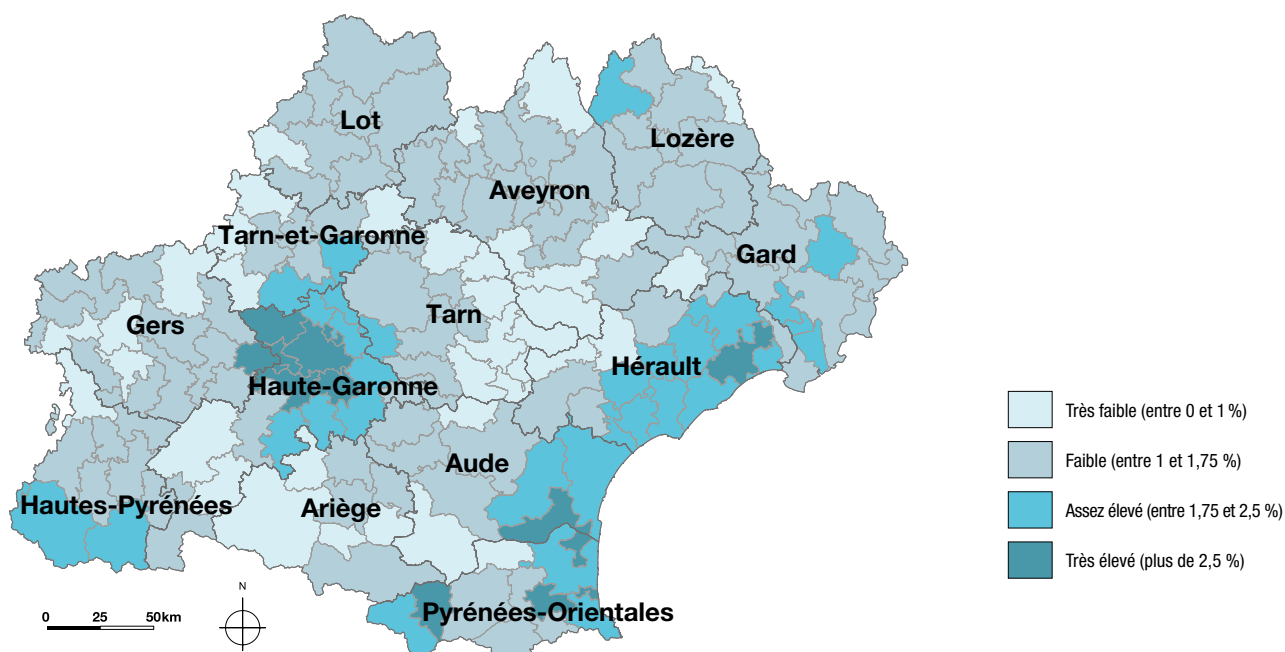 Lot
Lozère
Aveyron
Tarn-et-Garonne
Gard
Gers
Tarn
Hérault
Haute-Garonne
Aude
Hautes-Pyrénées
Ariège
Pyrénées-Orientales
Très faible (entre 0 et 1 %)
Faible (entre 1 et 1,75 %)
Assez élevé (entre 1,75 et 2,5 %)
Très élevé (plus de 2,5 %)
N
0 25 50km